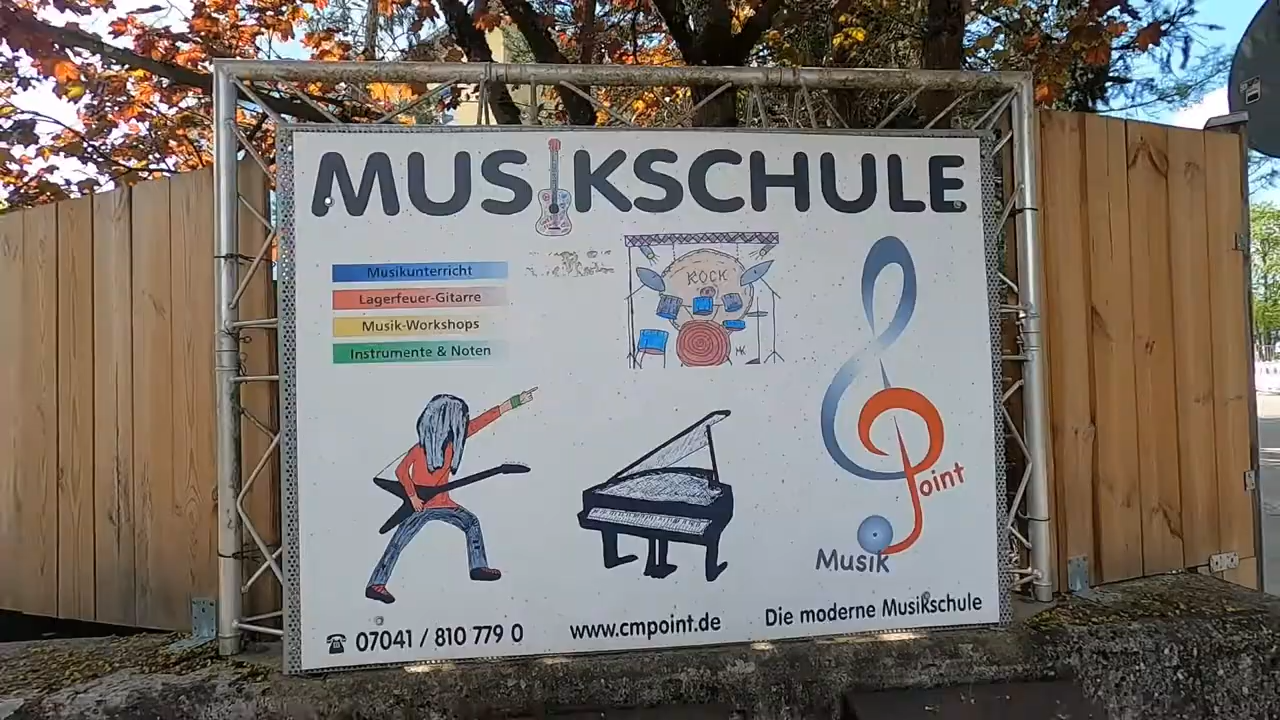 MUSIKSCHULE
Musikunterricht
Lagerfeuer-Gitarre
Musik-Workshops
Instrumente & Noten
ROCK
MK
Point
Musik
07041 / 810 779 0
www.cmpoint.de
Die moderne Musikschule